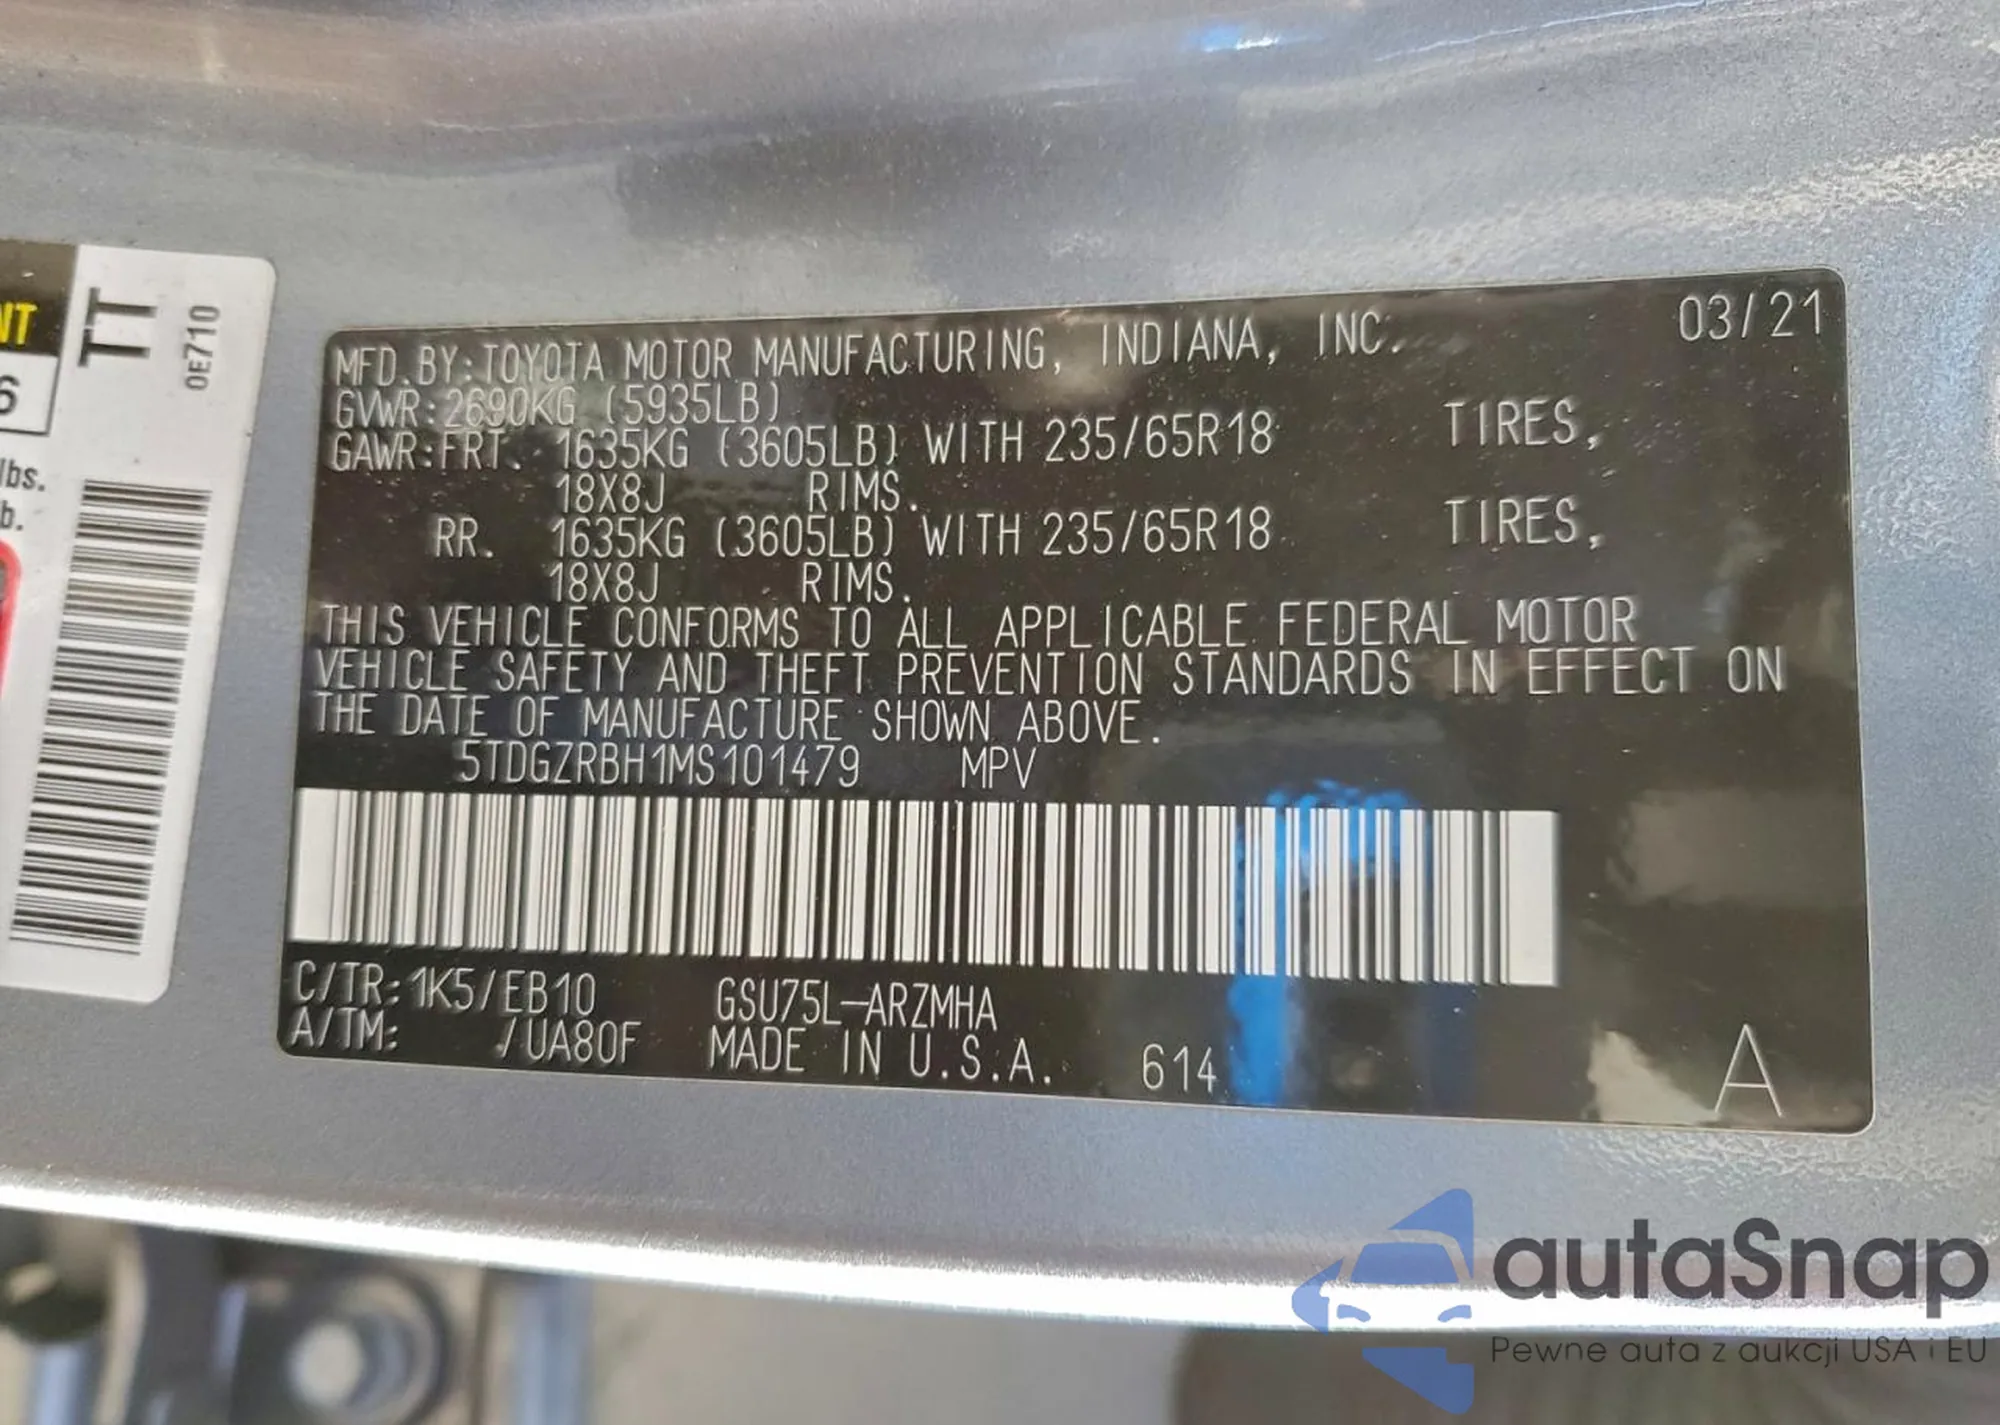 NT
6
lbs.
b.
TT
0E710
03/21
MFD.BY:TOYOTA MOTOR MANUFACTURING, INDIANA, INC.
GVWR:2690KG (5935LB)
GAWR:FRT. 1635KG (3605LB) WITH 235/65R18 TIRES,
18X8J RIMS.
RR. 1635KG (3605LB) WITH 235/65R18 TIRES,
18X8J RIMS.
THIS VEHICLE CONFORMS TO ALL APPLICABLE FEDERAL MOTOR
VEHICLE SAFETY AND THEFT PREVENTION STANDARDS IN EFFECT ON
THE DATE OF MANUFACTURE SHOWN ABOVE.
5TDGZRBH1MS101479 MPV
C/TR:1K5/EB10 GSU75L-ARZMHA
A/TM: /UA80F MADE IN U.S.A. 614 A
autaSnap
Pewne auta z aukcji USA i EU